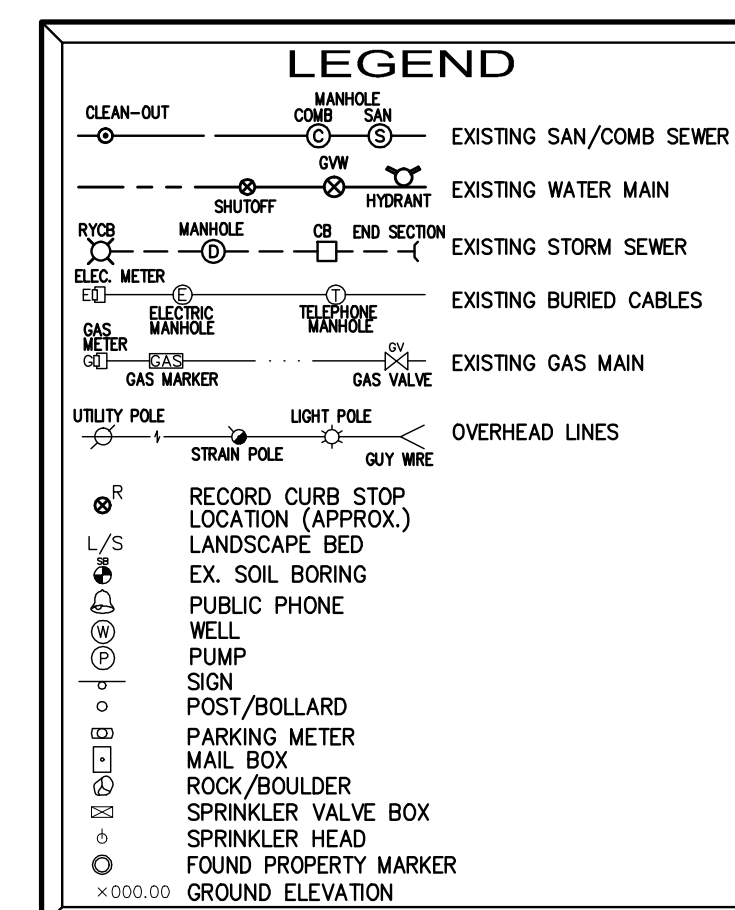 LEGEND
MANHOLE
CLEAN-OUT COMB SAN
C S EXISTING SAN/COMB SEWER
GVW
SHUTOFF HYDRANT EXISTING WATER MAIN
RYCB MANHOLE CB END SECTION
D EXISTING STORM SEWER
ELEC. METER
E E T EXISTING BURIED CABLES
ELECTRIC TELEPHONE
MANHOLE MANHOLE
GAS
METER GV
G GAS EXISTING GAS MAIN
GAS MARKER GAS VALVE
UTILITY POLE LIGHT POLE
OVERHEAD LINES
STRAIN POLE GUY WIRE
R RECORD CURB STOP
LOCATION (APPROX.)
L/S LANDSCAPE BED
SB EX. SOIL BORING
PUBLIC PHONE
W WELL
P PUMP
SIGN
POST/BOLLARD
PARKING METER
MAIL BOX
ROCK/BOULDER
SPRINKLER VALVE BOX
SPRINKLER HEAD
FOUND PROPERTY MARKER
×000.00 GROUND ELEVATION